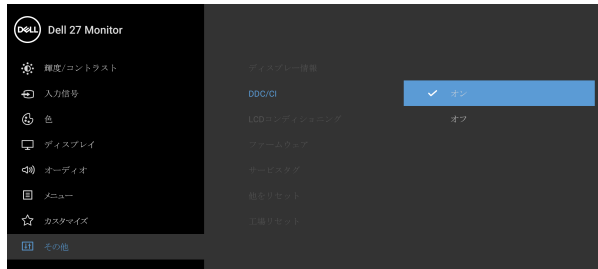 DELL
Dell 27 Monitor
輝度/コントラスト
入力信号
色
ディスプレイ
オーディオ
メニュー
カスタマイズ
その他
ディスプレー情報
DDC/CI
LCDコンディショニング
ファームウェア
サービスタグ
他をリセット
工場リセット
オン
オフ